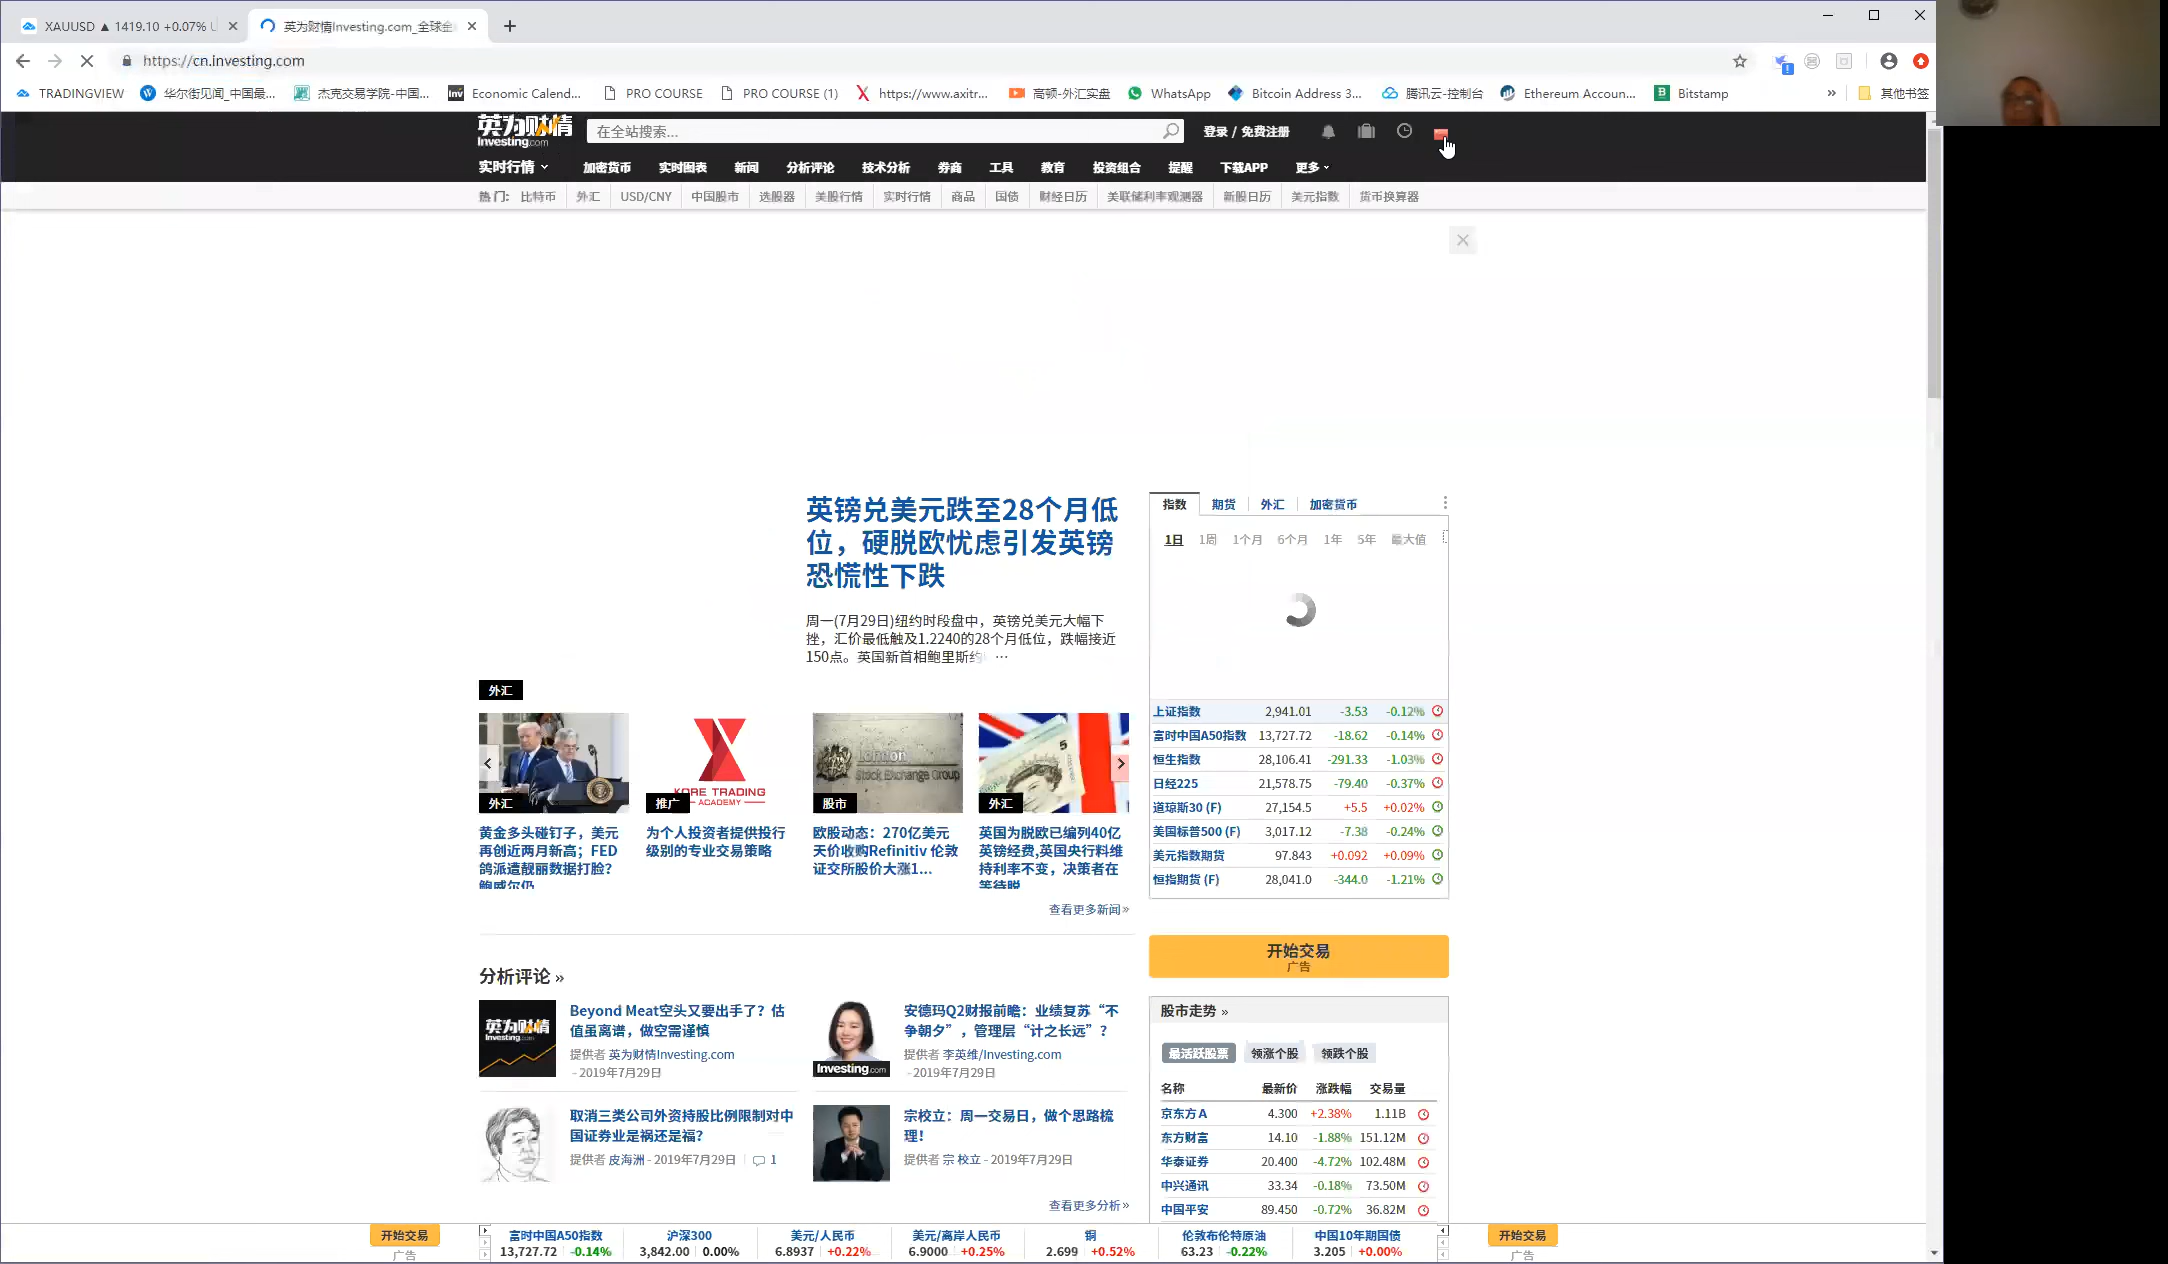 XAUUSD ▲ 1419.10 +0.07%
英为财情Investing.com_全球金
https://cn.investing.com
TRADINGVIEW
华尔街见闻_中国最...
杰克交易学院-中国...
Economic Calend...
PRO COURSE
PRO COURSE (1)
https://www.axitr...
高顿-外汇实盘
WhatsApp
Bitcoin Address 3...
腾讯云-控制台
Ethereum Accoun...
Bitstamp
»
其他书签
英为财情
Investing.com
在全站搜索...
登录 / 免费注册
实时行情 加密货币 实时图表 新闻 分析评论 技术分析 券商 工具 教育 投资组合 提醒 下载APP 更多
热门: 比特币 外汇 USD/CNY 中国股市 选股器 美股行情 实时行情 商品 国债 财经日历 美联储利率观测器 新股日历 美元指数 货币换算器
英镑兑美元跌至28个月低
位，硬脱欧忧虑引发英镑
恐慌性下跌
周一(7月29日)纽约时段盘中，英镑兑美元大幅下
挫，汇价最低触及1.2240的28个月低位，跌幅接近
150点。英国新首相鲍里斯约 ...
外汇
外汇
黄金多头碰钉子，美元
再创近两月新高；FED
鸽派遭靓丽数据打脸？
鲍威尔仍
KORE TRADING
ACADEMY
推广
为个人投资者提供投行
级别的专业交易策略
London
Stock Exchange Group
股市
欧股动态：270亿美元
天价收购Refinitiv 伦敦
证交所股价大涨1...
5
外汇
英国为脱欧已编列40亿
英镑经费,英国央行料维
持利率不变，决策者在
等待脱
查看更多新闻»
指数 期货 外汇 加密货币
1日 1周 1个月 6个月 1年 5年 最大值
上证指数 2,941.01 -3.53 -0.12%
富时中国A50指数 13,727.72 -18.62 -0.14%
恒生指数 28,106.41 -291.33 -1.03%
日经225 21,578.75 -79.40 -0.37%
道琼斯30 (F) 27,154.5 +5.5 +0.02%
美国标普500 (F) 3,017.12 -7.38 -0.24%
美元指数期货 97.843 +0.092 +0.09%
恒指期货 (F) 28,041.0 -344.0 -1.21%
开始交易
广告
分析评论 »
英为财情
Investing.com
Beyond Meat空头又要出手了？估
值虽离谱，做空需谨慎
提供者 英为财情Investing.com
- 2019年7月29日
Investing.com
安德玛Q2财报前瞻：业绩复苏“不
争朝夕”，管理层“计之长远”？
提供者 李英维/Investing.com
- 2019年7月29日
取消三类公司外资持股比例限制对中
国证券业是祸还是福？
提供者 皮海洲 - 2019年7月29日 1
宗校立：周一交易日，做个思路梳
理！
提供者 宗 校立 - 2019年7月29日
查看更多分析»
股市走势 »
最活跃股票 领涨个股 领跌个股
名称 最新价 涨跌幅 交易量
京东方Ａ 4.300 +2.38% 1.11B
东方财富 14.10 -1.88% 151.12M
华泰证券 20.400 -4.72% 102.48M
中兴通讯 33.34 -0.18% 73.50M
中国平安 89.450 -0.72% 36.82M
开始交易
广告
富时中国A50指数
13,727.72 -0.14%
沪深300
3,842.00 0.00%
美元/人民币
6.8937 +0.22%
美元/离岸人民币
6.9000 +0.25%
铜
2.699 +0.52%
伦敦布伦特原油
63.23 -0.22%
中国10年期国债
3.205 +0.00%
开始交易
广告